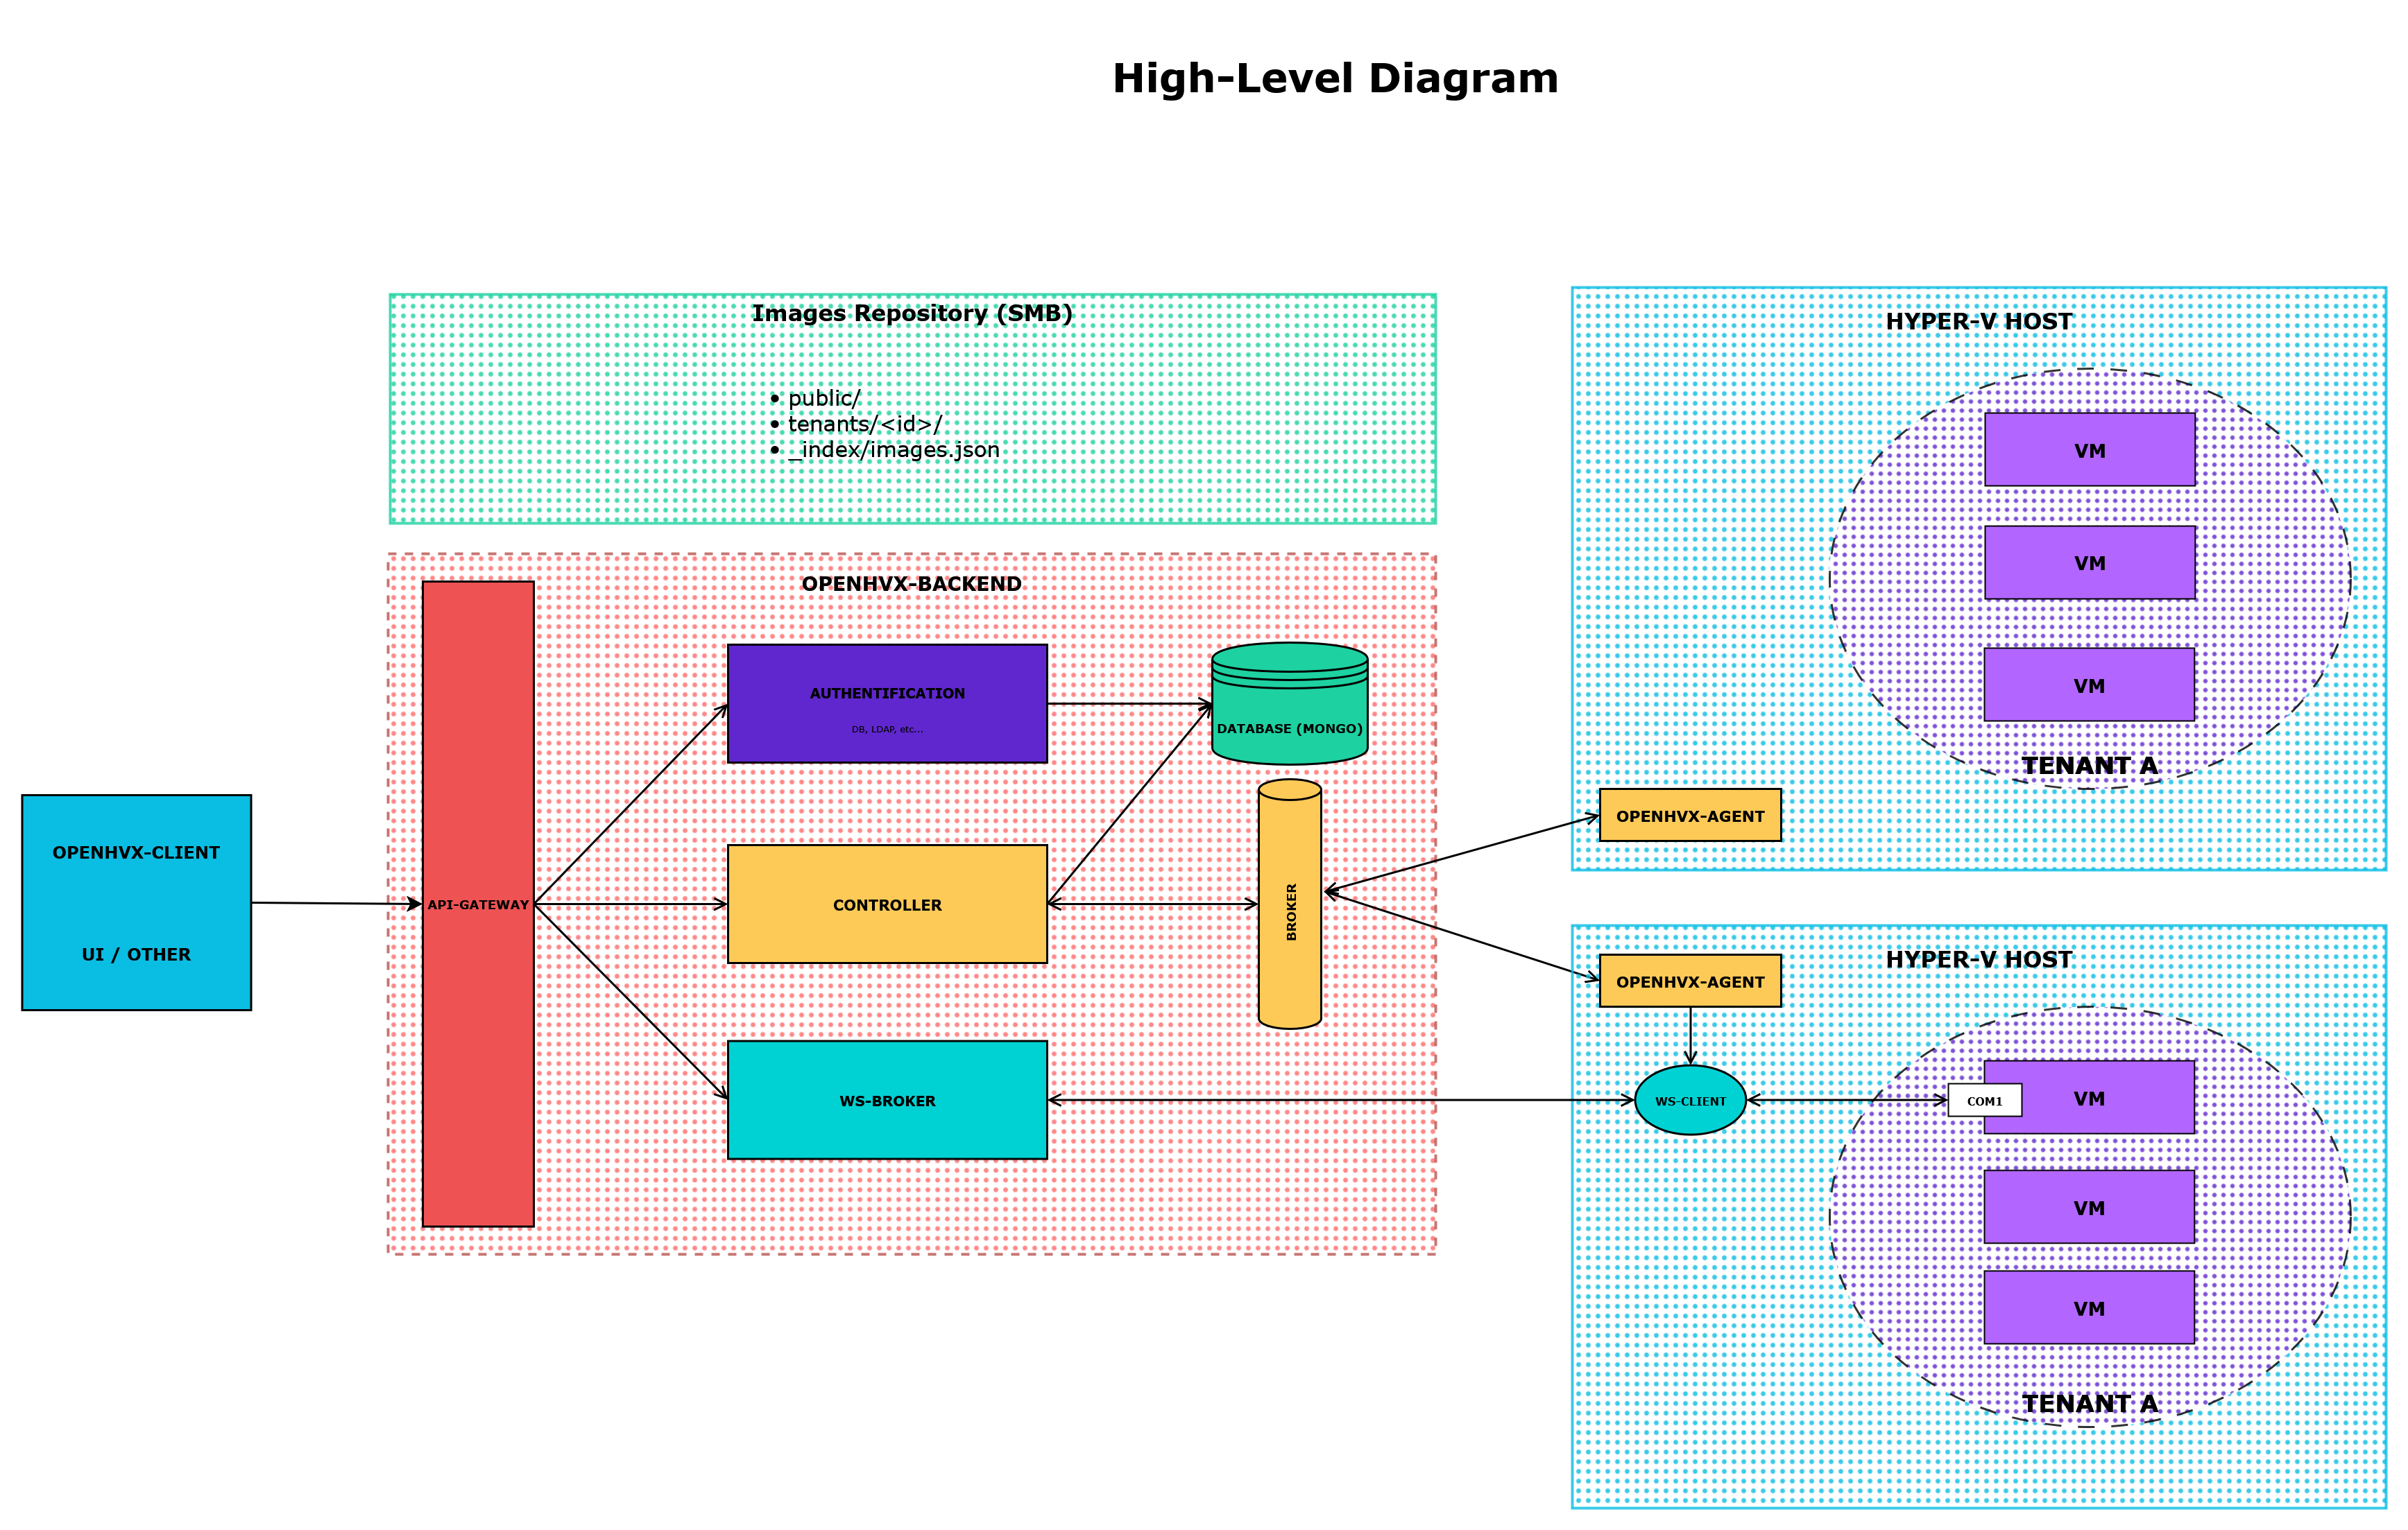 High-Level Diagram
Images Repository (SMB)
• public/
• tenants/<id>/
• _index/images.json
OPENHVX-BACKEND
OPENHVX-CLIENT
UI / OTHER
API-GATEWAY
AUTHENTIFICATION
DB, LDAP, etc...
CONTROLLER
WS-BROKER
DATABASE (MONGO)
BROKER
HYPER-V HOST
VM
VM
VM
TENANT A
OPENHVX-AGENT
HYPER-V HOST
OPENHVX-AGENT
WS-CLIENT
COM1
VM
VM
VM
TENANT A